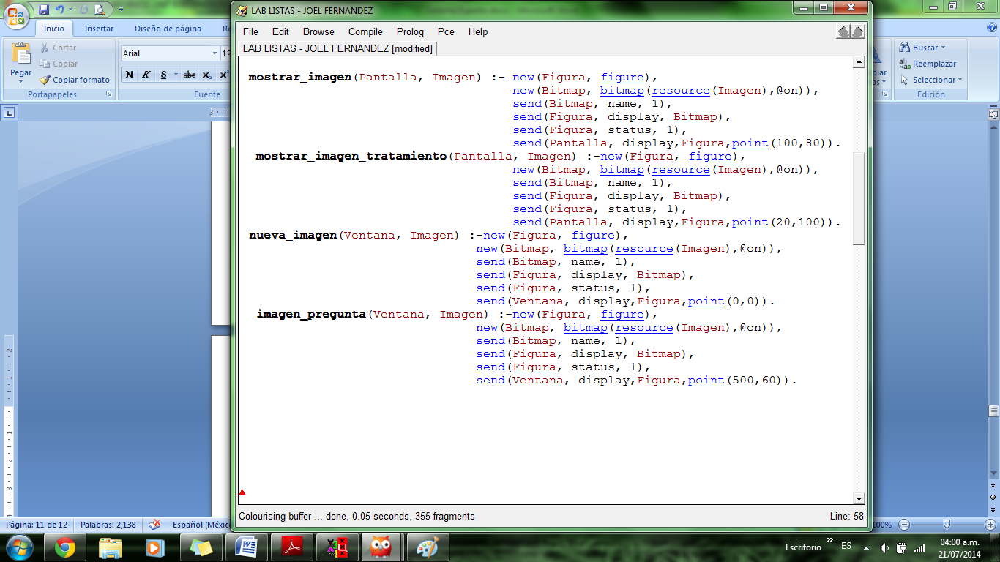 LAB LISTAS - JOEL FERNANDEZ
File Edit Browse Compile Prolog Pce Help
LAB LISTAS - JOEL FERNANDEZ [modified]
mostrar_imagen(Pantalla, Imagen) :- new(Figura, figure),
new(Bitmap, bitmap(resource(Imagen),@on)),
send(Bitmap, name, 1),
send(Figura, display, Bitmap),
send(Figura, status, 1),
send(Pantalla, display,Figura,point(100,80)).
mostrar_imagen_tratamiento(Pantalla, Imagen) :-new(Figura, figure),
new(Bitmap, bitmap(resource(Imagen),@on)),
send(Bitmap, name, 1),
send(Figura, display, Bitmap),
send(Figura, status, 1),
send(Pantalla, display,Figura,point(20,100)).
nueva_imagen(Ventana, Imagen) :-new(Figura, figure),
new(Bitmap, bitmap(resource(Imagen),@on)),
send(Bitmap, name, 1),
send(Figura, display, Bitmap),
send(Figura, status, 1),
send(Ventana, display,Figura,point(0,0)).
imagen_pregunta(Ventana, Imagen) :-new(Figura, figure),
new(Bitmap, bitmap(resource(Imagen),@on)),
send(Bitmap, name, 1),
send(Figura, display, Bitmap),
send(Figura, status, 1),
send(Ventana, display,Figura,point(500,60)).
Colourising buffer ... done, 0.05 seconds, 355 fragments
Line: 58
Inicio Insertar Diseño de página
Pegar
Cortar
Copiar
Copiar formato
Portapapeles
Arial
N K S abc x₂ x²
Fuente
Buscar
Reemplazar
Seleccionar
Edición
Página: 11 de 12 Palabras: 2,138
100%
Escritorio » ES
04:00 a.m.
21/07/2014